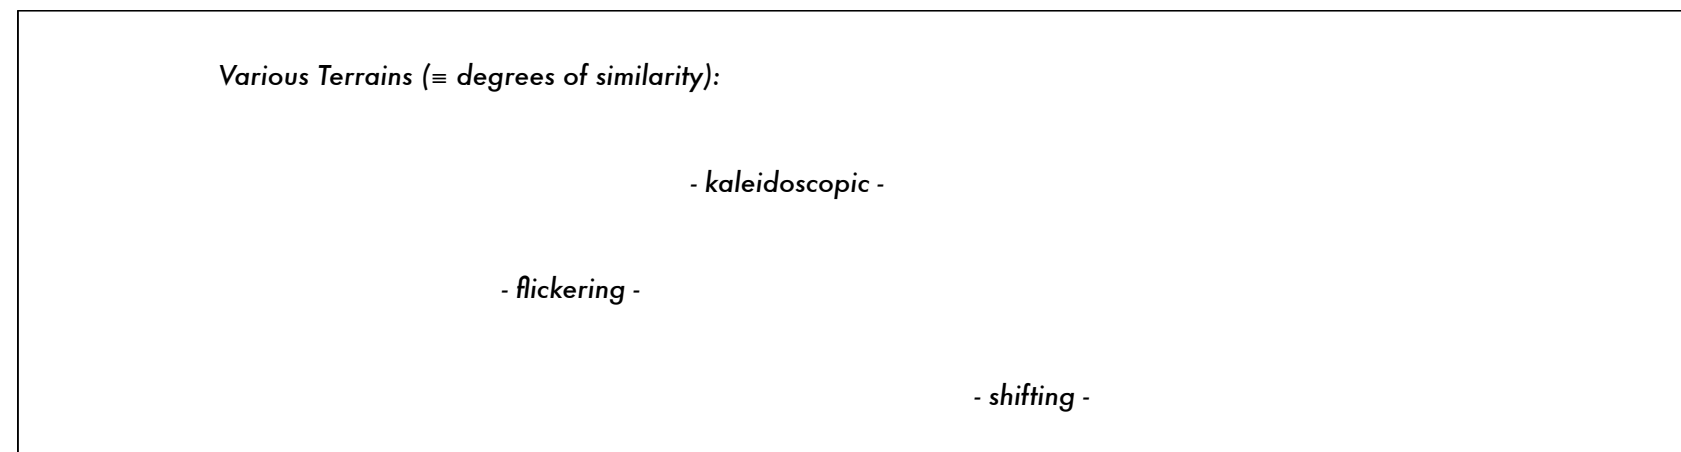 Various Terrains (≡ degrees of similarity):
- kaleidoscopic -
- flickering -
- shifting -